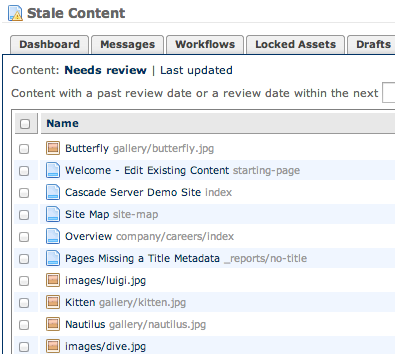 Stale Content
Dashboard Messages Workflows Locked Assets Drafts
Content: Needs review | Last updated
Content with a past review date or a review date within the next
Name
Butterfly gallery/butterfly.jpg
Welcome - Edit Existing Content starting-page
Cascade Server Demo Site index
Site Map site-map
Overview company/careers/index
Pages Missing a Title Metadata _reports/no-title
images/luigi.jpg
Kitten gallery/kitten.jpg
Nautilus gallery/nautilus.jpg
images/dive.jpg